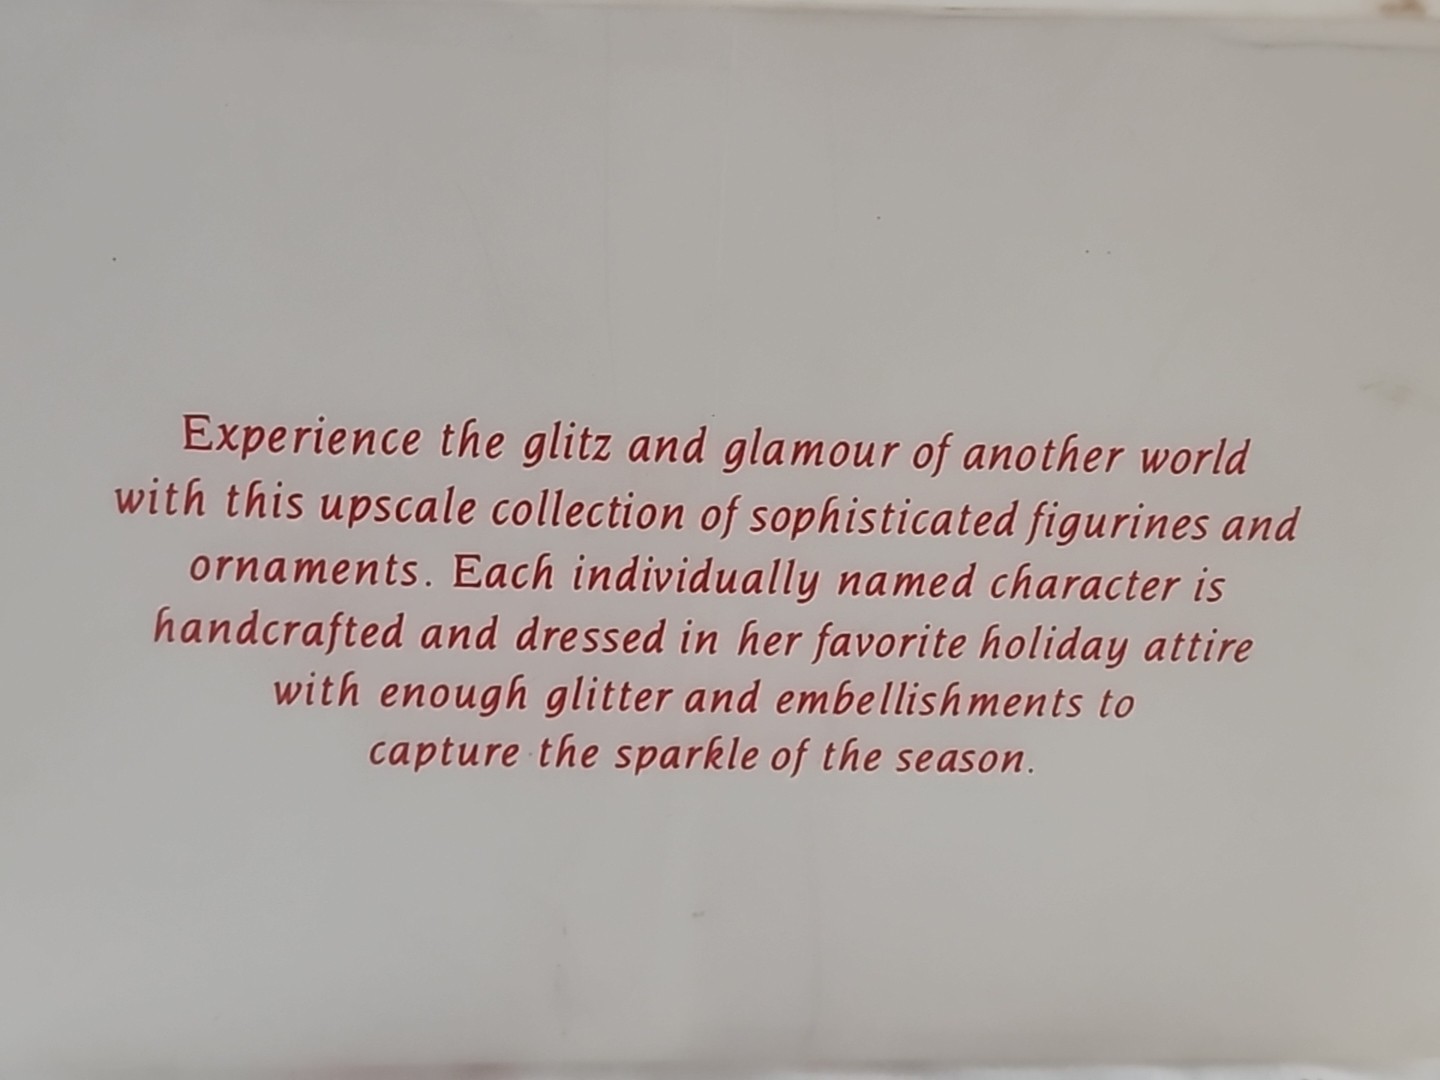 Experience the glitz and glamour of another world
with this upscale collection of sophisticated figurines and
ornaments. Each individually named character is
handcrafted and dressed in her favorite holiday attire
with enough glitter and embellishments to
capture the sparkle of the season.